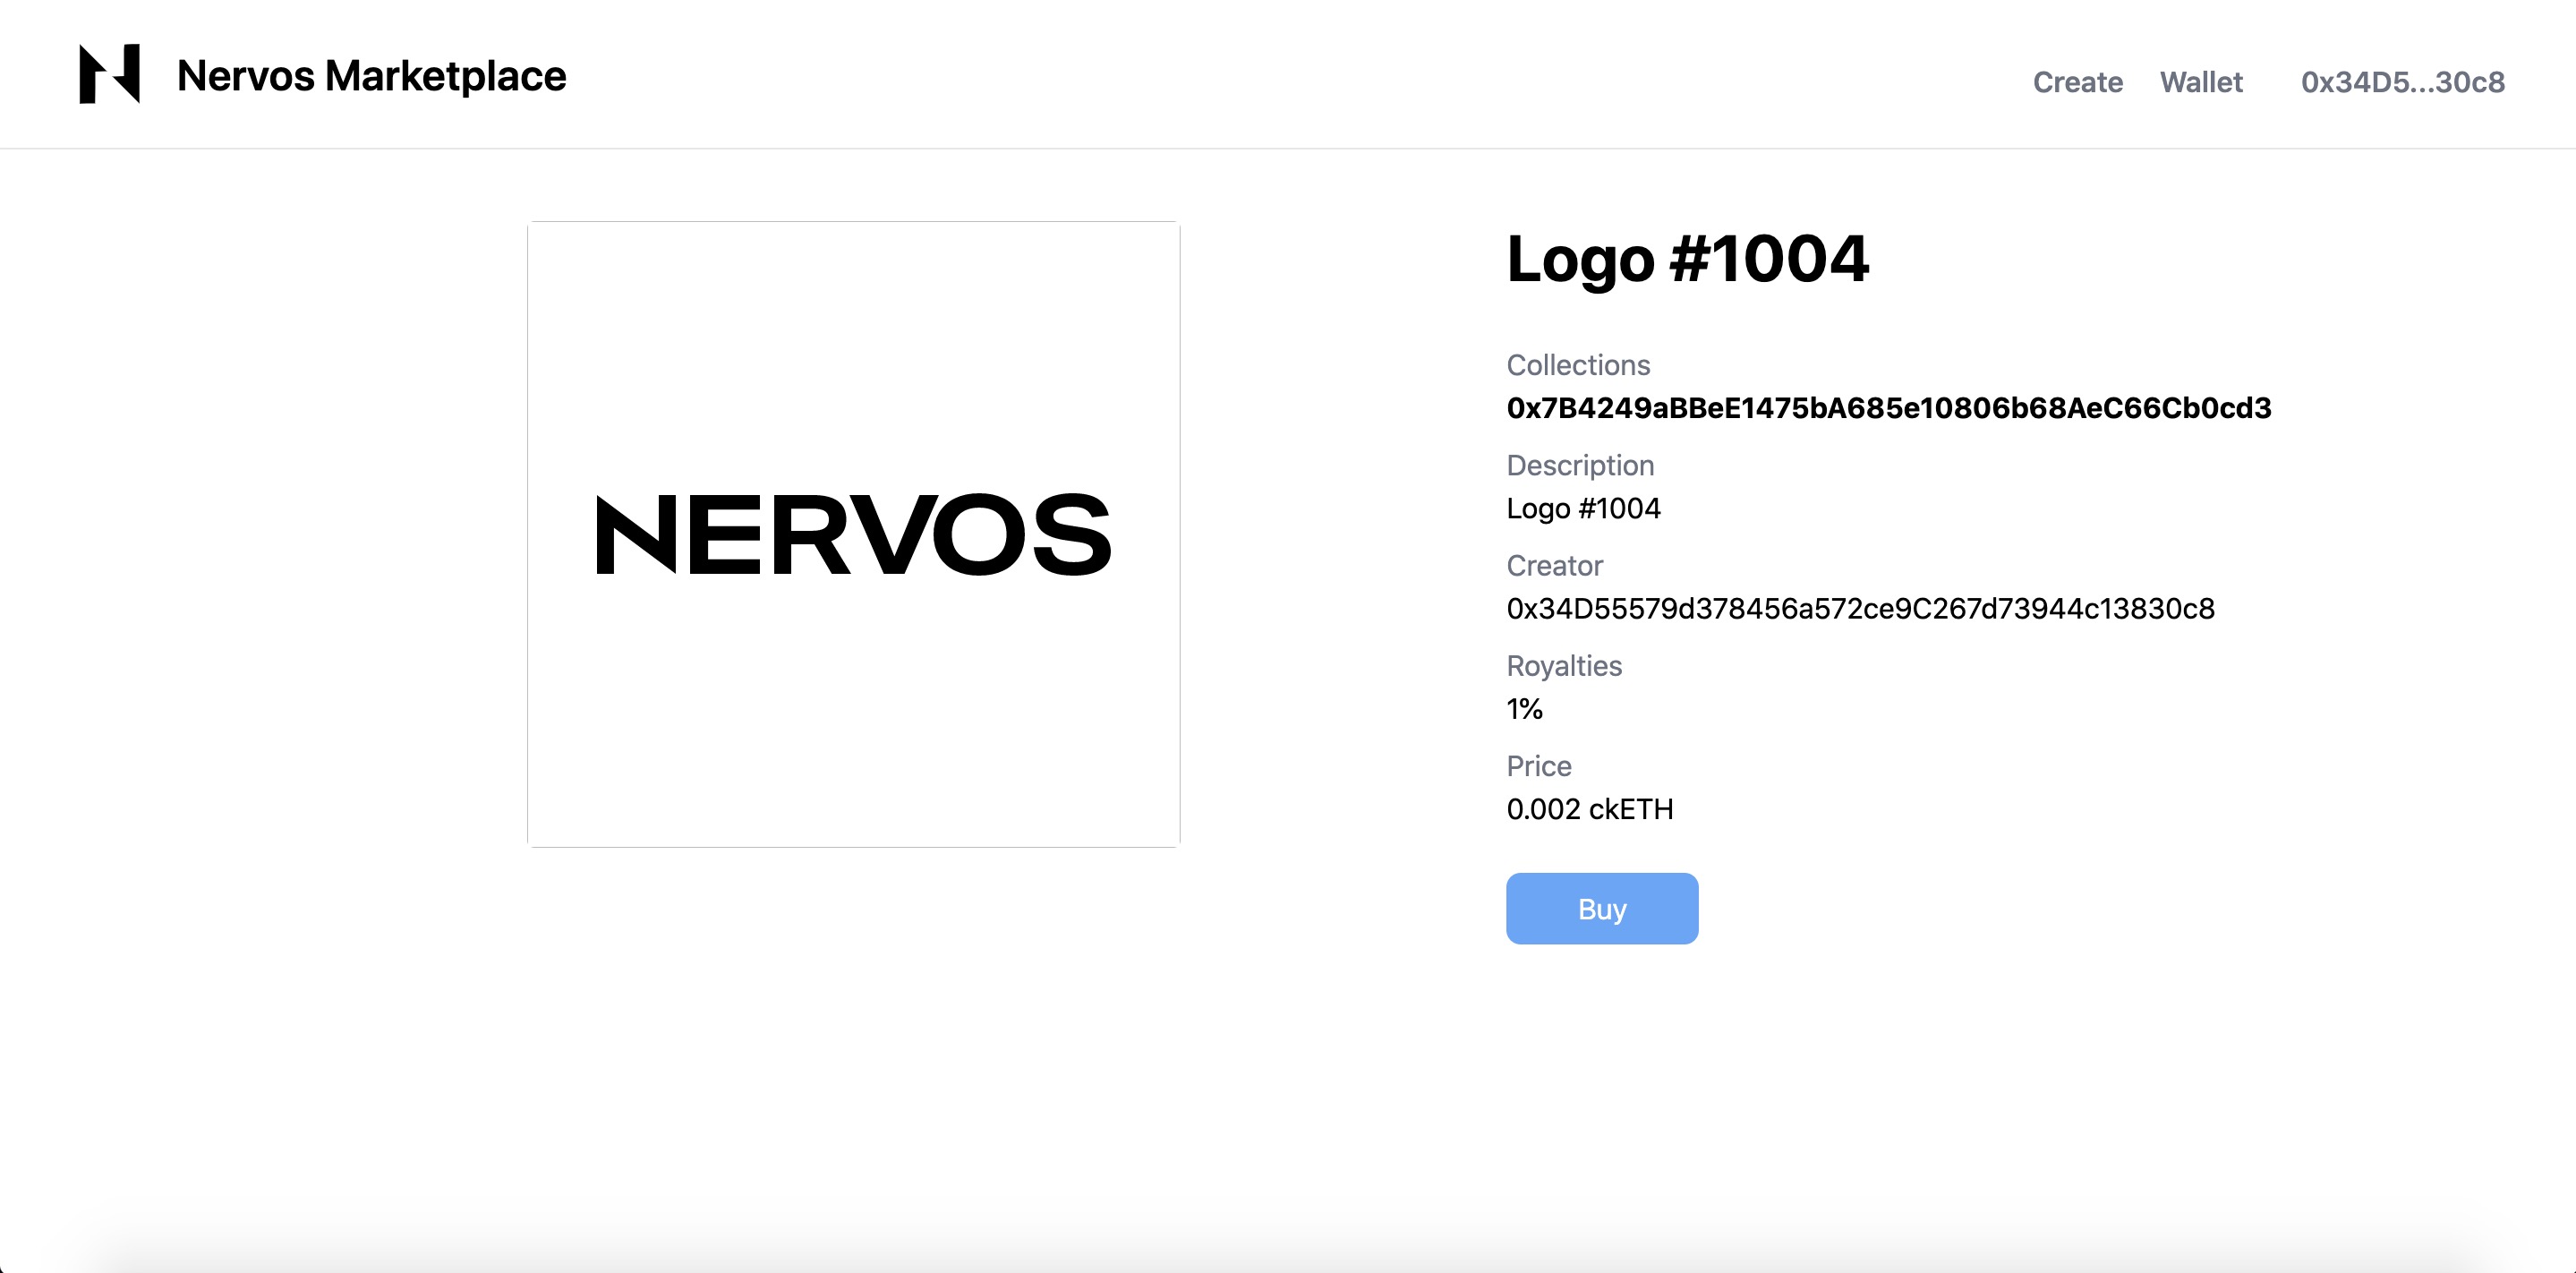 Nervos Marketplace
Create Wallet 0x34D5...30c8
NERVOS
Logo #1004
Collections
0x7B4249aBBeE1475bA685e10806b68AeC66Cb0cd3
Description
Logo #1004
Creator
0x34D55579d378456a572ce9C267d73944c13830c8
Royalties
1%
Price
0.002 ckETH
Buy